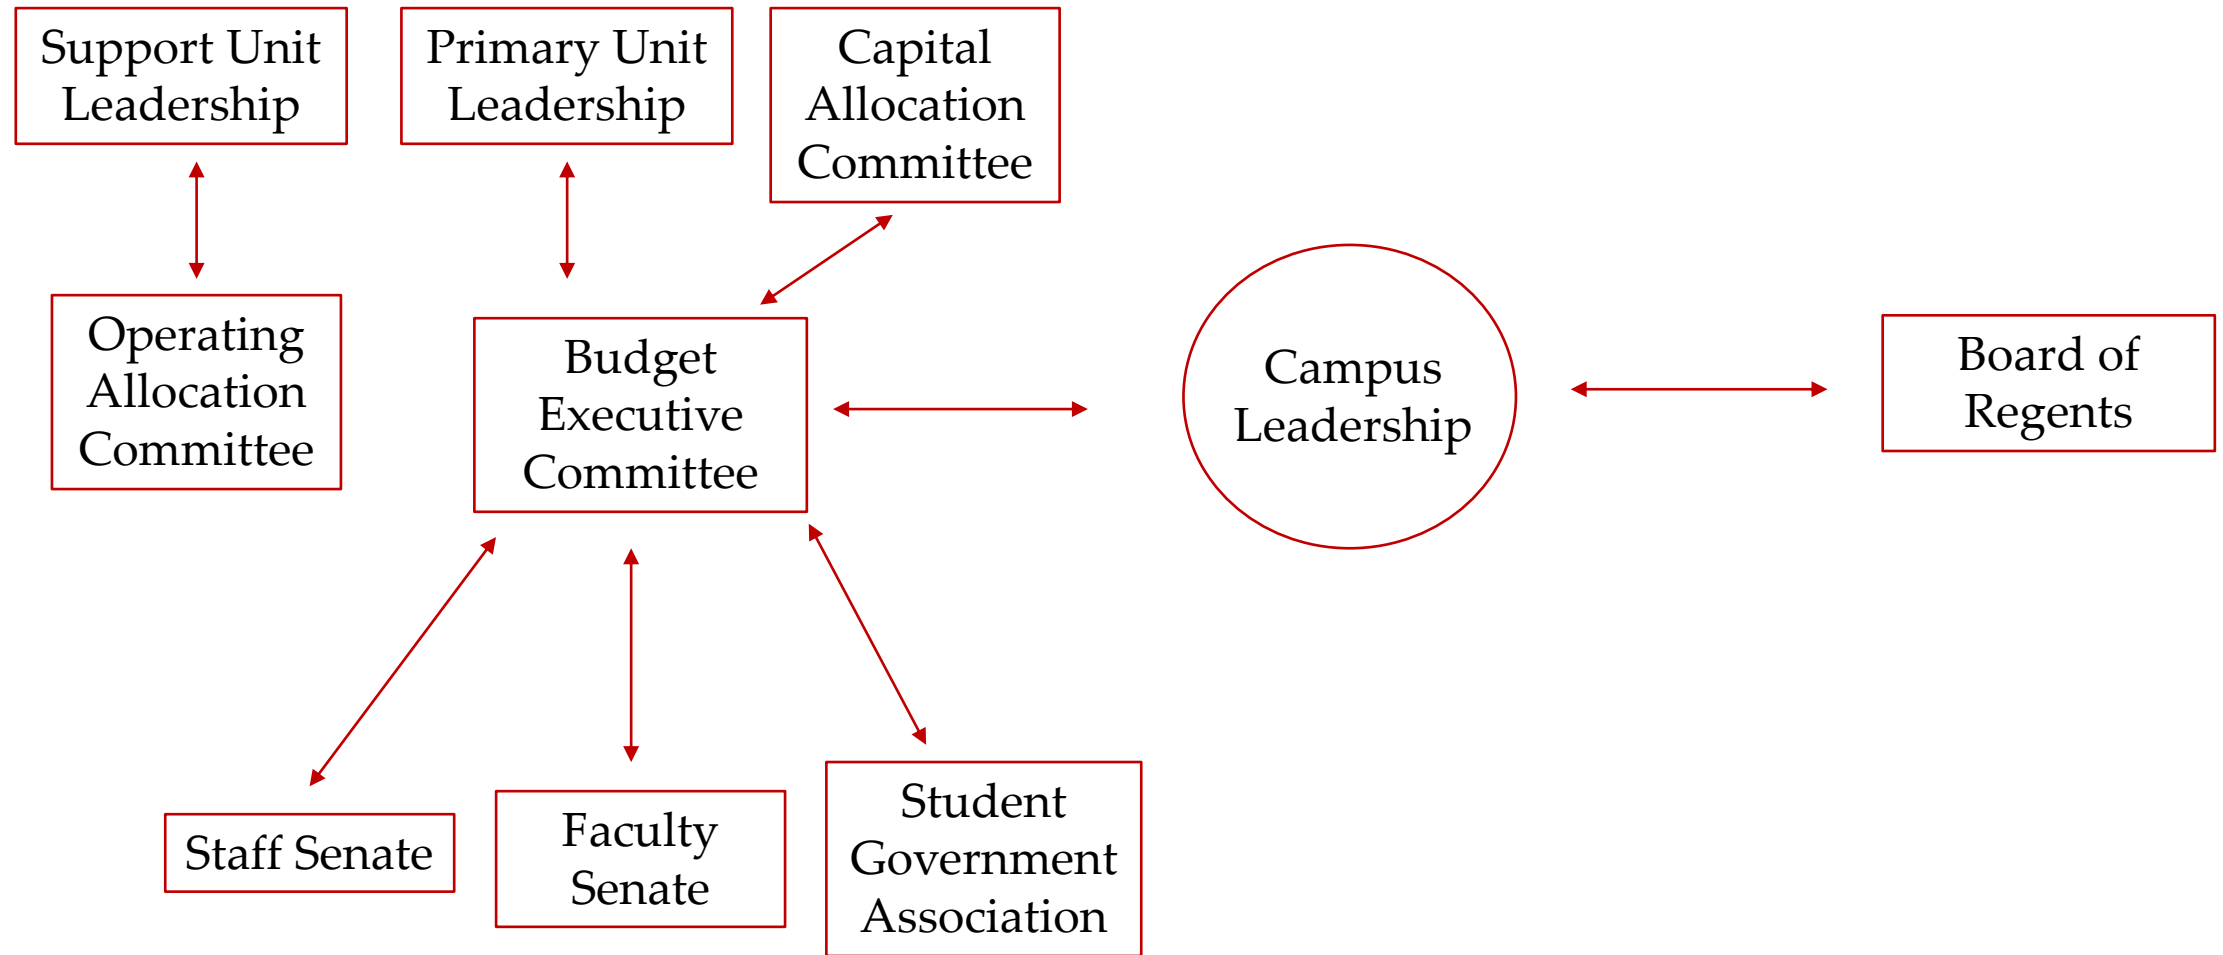 Support Unit
Leadership
Primary Unit
Leadership
Capital
Allocation
Committee
Operating
Allocation
Committee
Budget
Executive
Committee
Campus
Leadership
Board of
Regents
Staff Senate
Faculty
Senate
Student
Government
Association